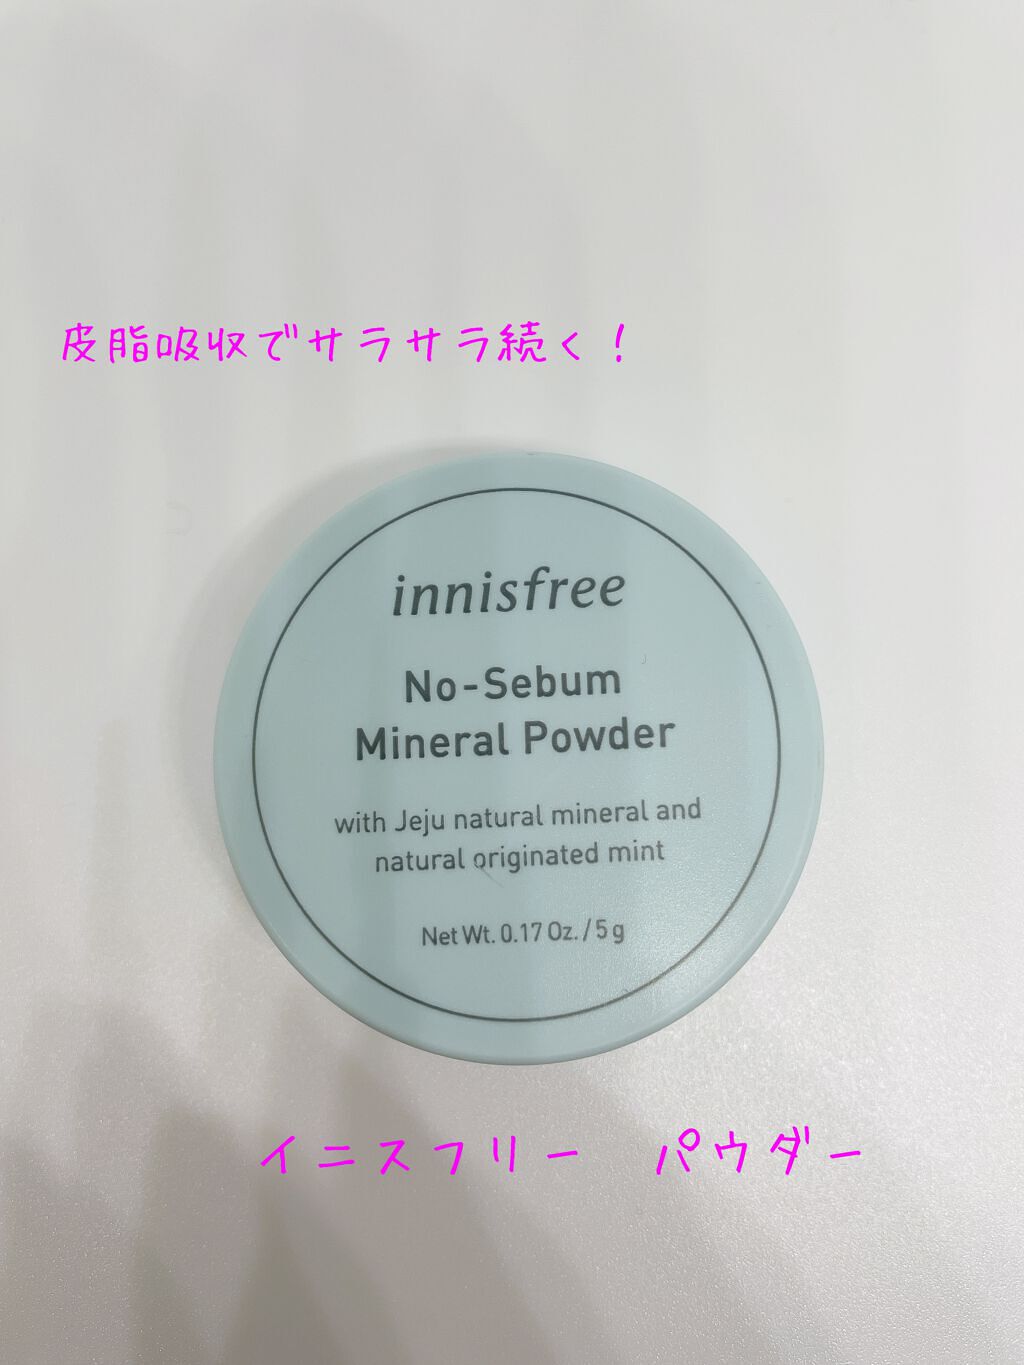 皮脂吸収でサラサラ続く！
innisfree
No-Sebum
Mineral Powder
with Jeju natural mineral and
natural originated mint
Net Wt. 0.17 Oz. / 5 g
イニスフリー　パウダー